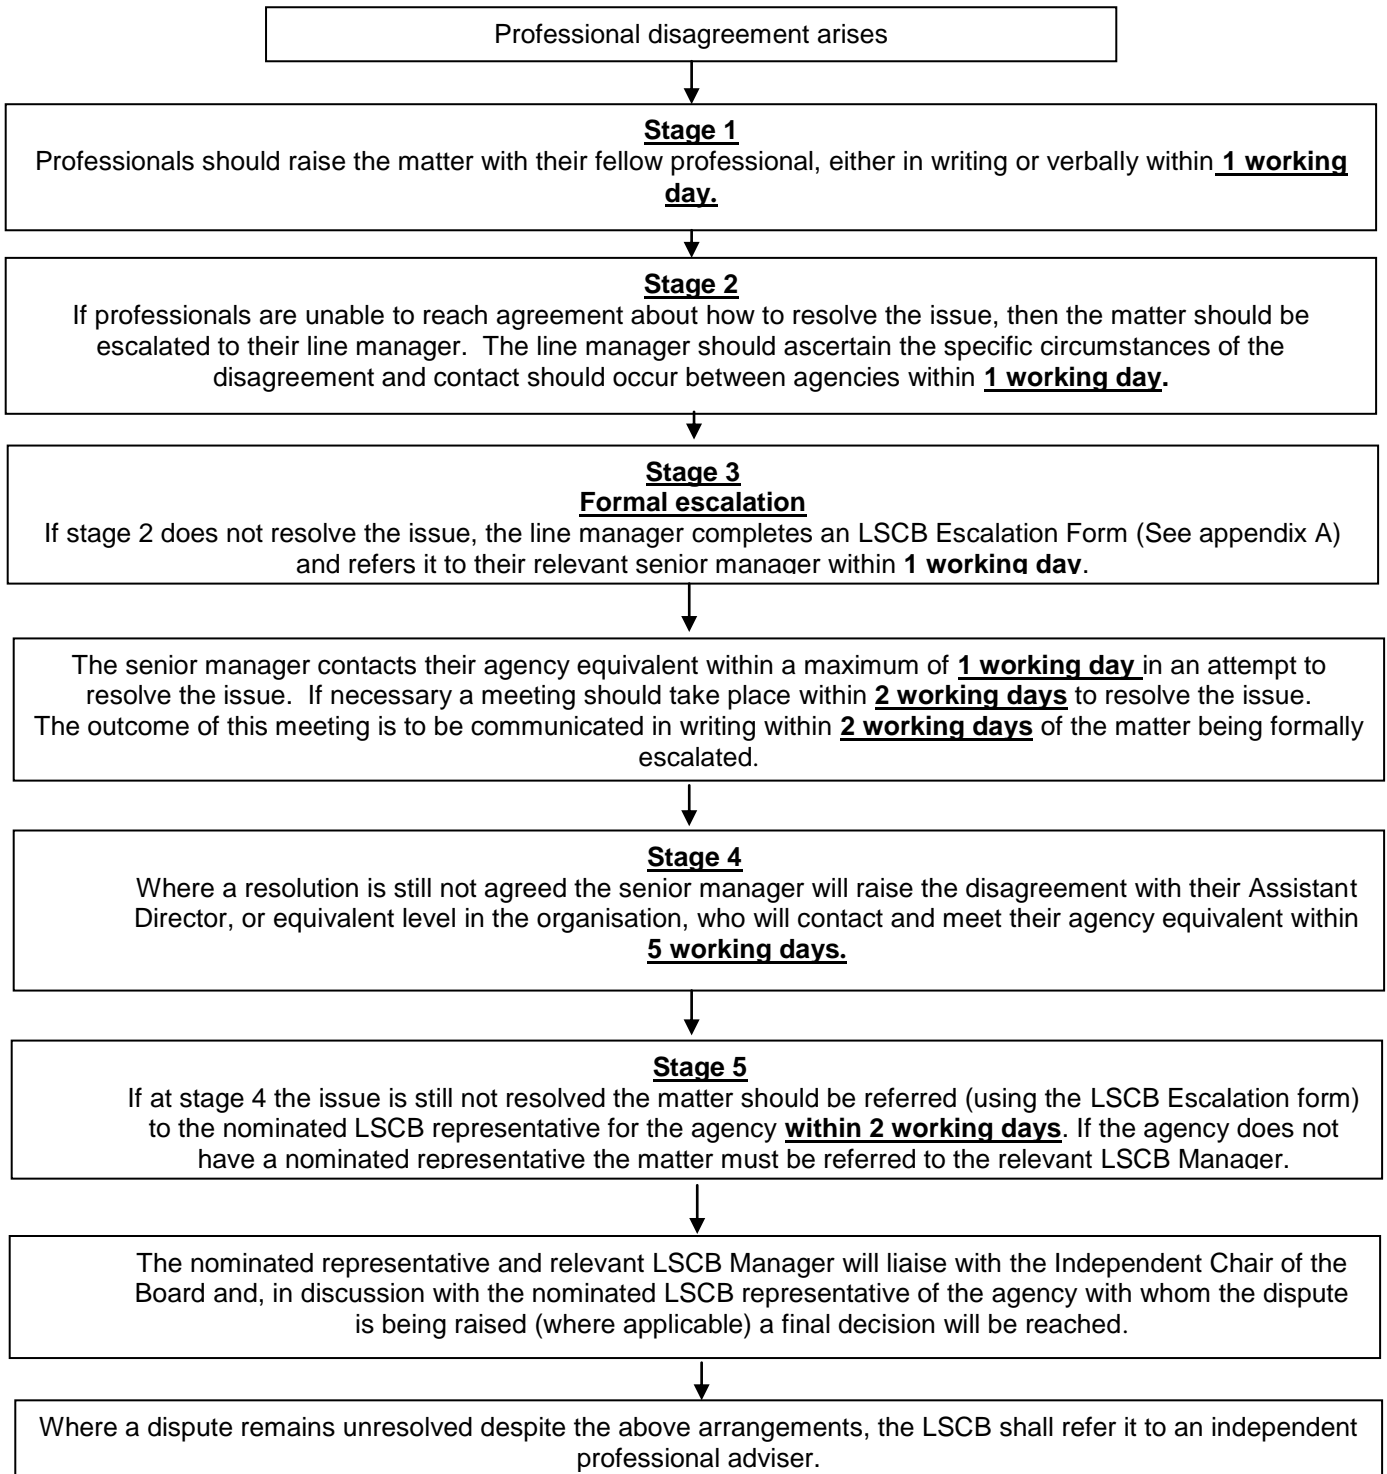 Professional disagreement arises
Stage 1
Professionals should raise the matter with their fellow professional, either in writing or verbally within 1 working
day.
Stage 2
If professionals are unable to reach agreement about how to resolve the issue, then the matter should be
escalated to their line manager.  The line manager should ascertain the specific circumstances of the
disagreement and contact should occur between agencies within 1 working day.
Stage 3
Formal escalation
If stage 2 does not resolve the issue, the line manager completes an LSCB Escalation Form (See appendix A)
and refers it to their relevant senior manager within 1 working day.
The senior manager contacts their agency equivalent within a maximum of 1 working day in an attempt to
resolve the issue.  If necessary a meeting should take place within 2 working days to resolve the issue.
The outcome of this meeting is to be communicated in writing within 2 working days of the matter being formally
escalated.
Stage 4
Where a resolution is still not agreed the senior manager will raise the disagreement with their Assistant
Director, or equivalent level in the organisation, who will contact and meet their agency equivalent within
5 working days.
Stage 5
If at stage 4 the issue is still not resolved the matter should be referred (using the LSCB Escalation form)
to the nominated LSCB representative for the agency within 2 working days. If the agency does not
have a nominated representative the matter must be referred to the relevant LSCB Manager.
The nominated representative and relevant LSCB Manager will liaise with the Independent Chair of the
Board and, in discussion with the nominated LSCB representative of the agency with whom the dispute
is being raised (where applicable) a final decision will be reached.
Where a dispute remains unresolved despite the above arrangements, the LSCB shall refer it to an independent
professional adviser.